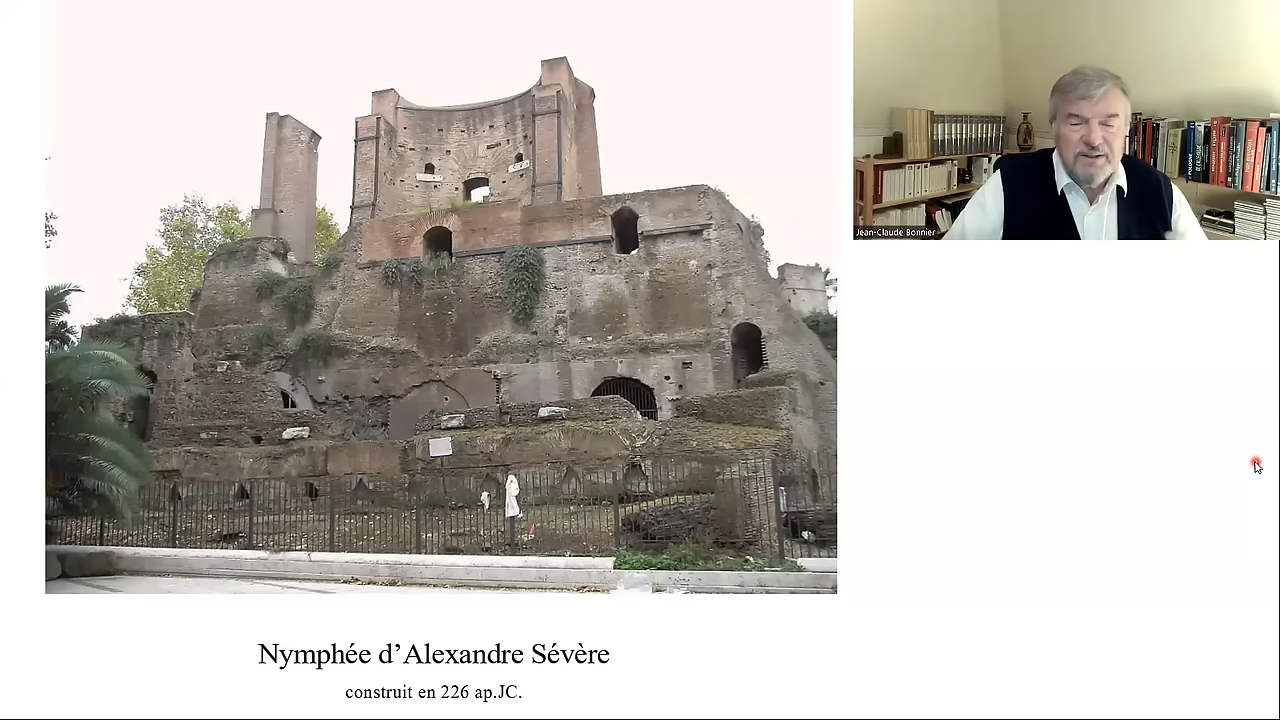 Jean-Claude Bonnier
Nymphée d'Alexandre Sévère
construit en 226 ap.JC.